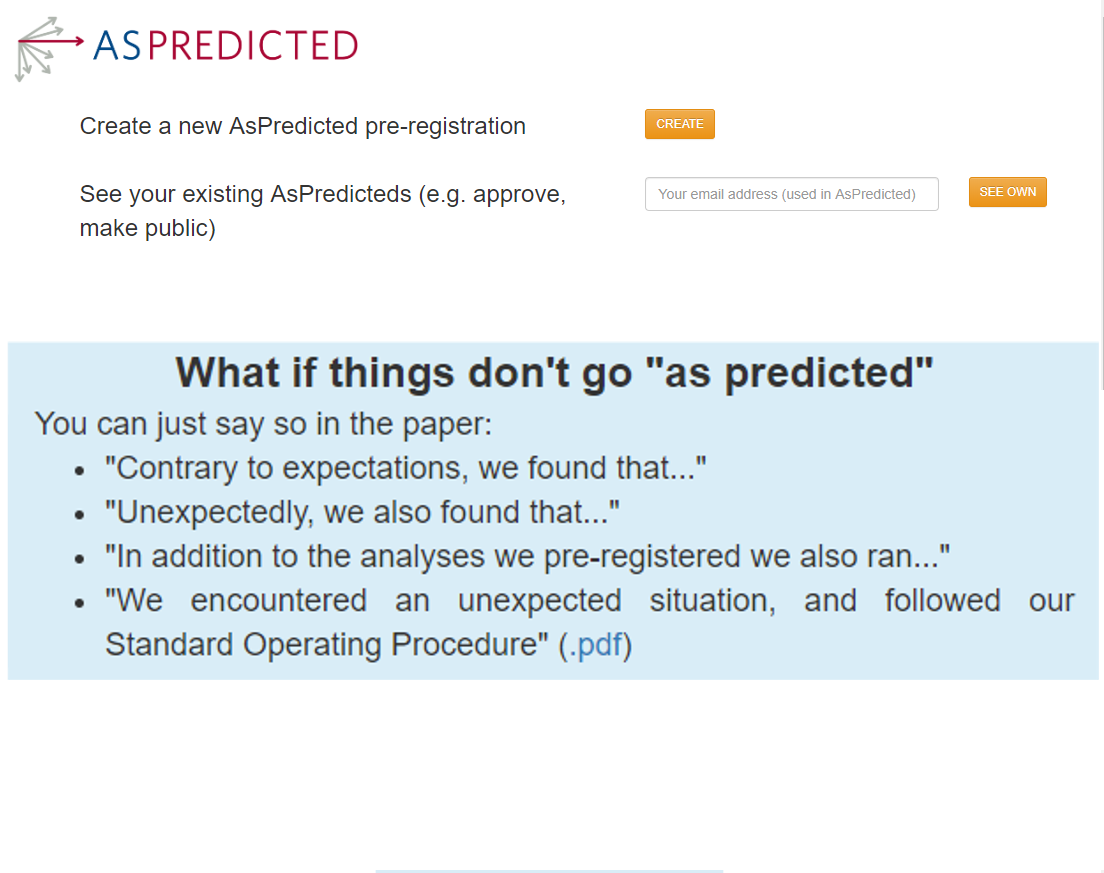 ASPREDICTED
Create a new AsPredicted pre-registration
CREATE
See your existing AsPredicteds (e.g. approve,
make public)
Your email address (used in AsPredicted)
SEE OWN
What if things don't go "as predicted"
You can just say so in the paper:
• "Contrary to expectations, we found that..."
• "Unexpectedly, we also found that..."
• "In addition to the analyses we pre-registered we also ran..."
• "We encountered an unexpected situation, and followed our
Standard Operating Procedure" (.pdf)